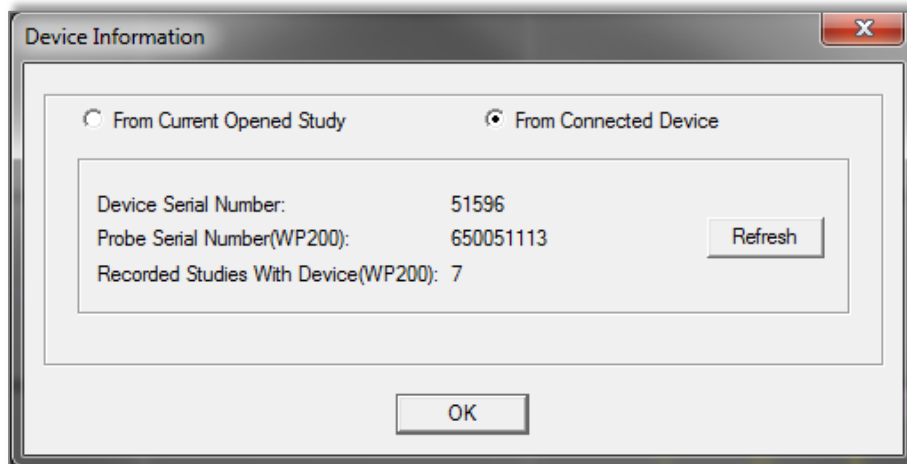 Device Information
From Current Opened Study From Connected Device
Device Serial Number: 51596
Probe Serial Number(WP200): 650051113 Refresh
Recorded Studies With Device(WP200): 7
OK